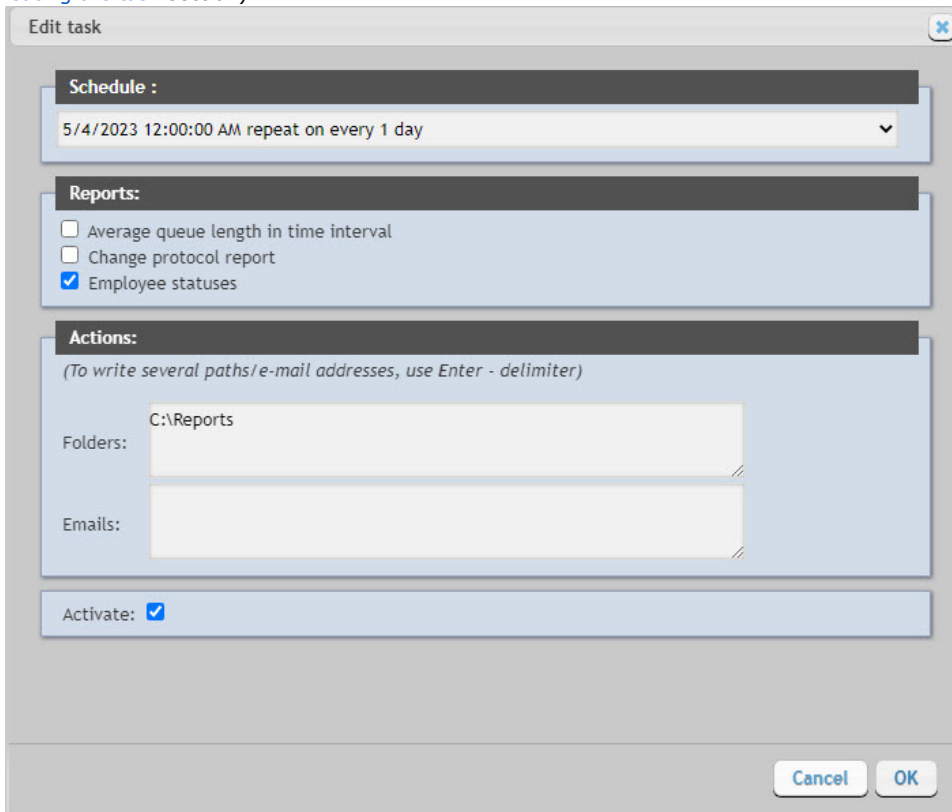 Edit task
Schedule :
5/4/2023 12:00:00 AM repeat on every 1 day
Reports:
Average queue length in time interval
Change protocol report
Employee statuses
Actions:
(To write several paths/e-mail addresses, use Enter - delimiter)
C:\Reports
Folders:
Emails:
Activate:
Cancel OK